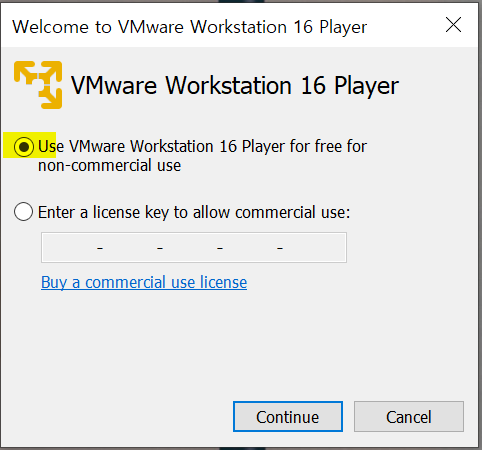 Welcome to VMware Workstation 16 Player
VMware Workstation 16 Player
Use VMware Workstation 16 Player for free for
non-commercial use
Enter a license key to allow commercial use:
- - - -
Buy a commercial use license
Continue Cancel